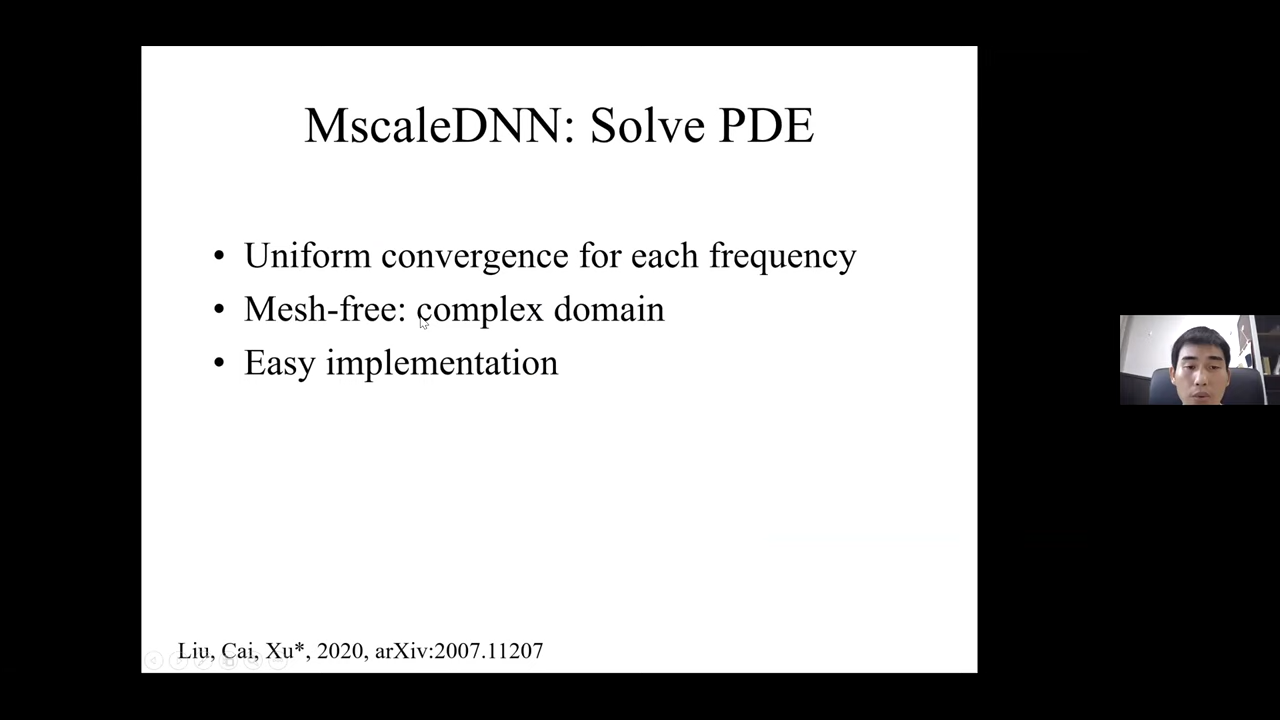 MscaleDNN: Solve PDE
• Uniform convergence for each frequency
• Mesh-free: complex domain
• Easy implementation
Liu, Cai, Xu*, 2020, arXiv:2007.11207